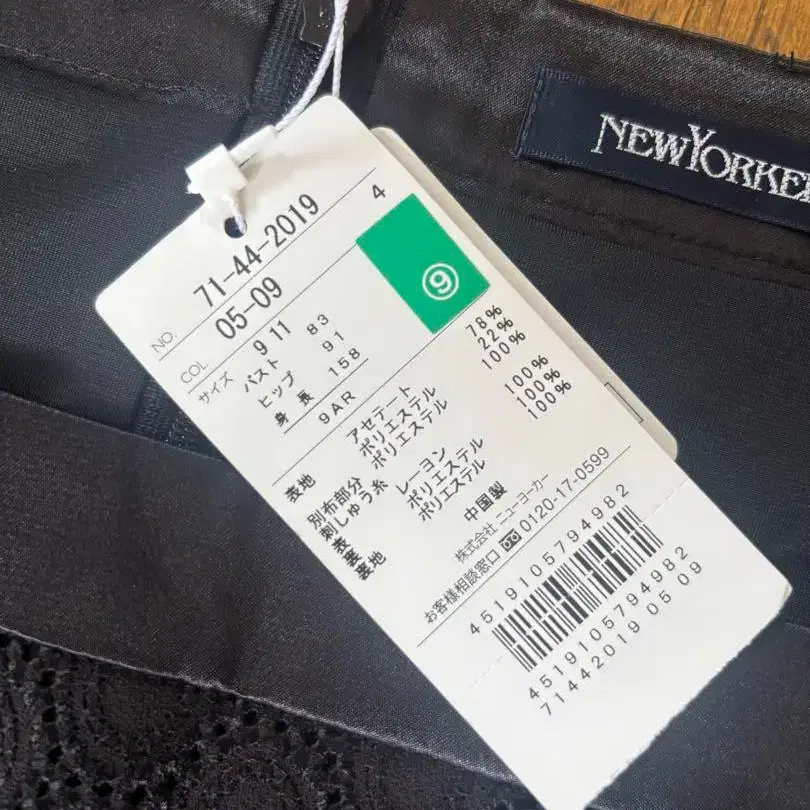 NEWYORKER
4
⑨
NO. 71-44-2019
COL. 05-09
サイズ 9 11
バスト 83
ヒップ 91
身長 158
9AR
表地 アセテート 78%
ポリエステル 22%
別布部分 ポリエステル 100%
刺しゅう糸
表 レーヨン 100%
裏 ポリエステル 100%
裏地 ポリエステル 100%
中国製
株式会社 ニューヨーカー
お客様相談窓口 0120-17-0599
4519105794982
4519105794982
71442019 05 09